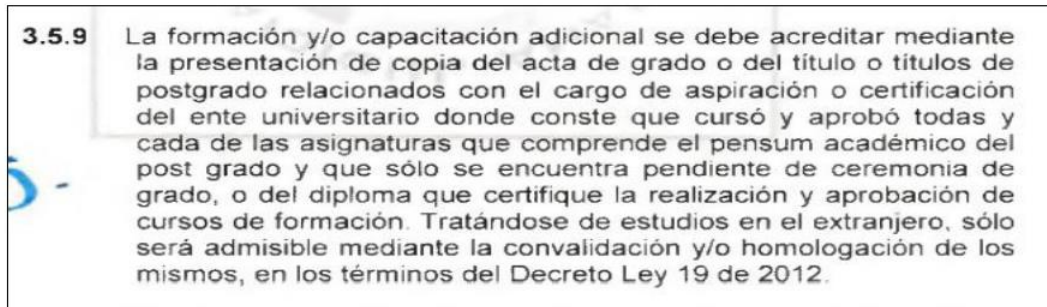 3.5.9 La formación y/o capacitación adicional se debe acreditar mediante
la presentación de copia del acta de grado o del título o títulos de
postgrado relacionados con el cargo de aspiración o certificación
del ente universitario donde conste que cursó y aprobó todas y
cada de las asignaturas que comprende el pensum académico del
post grado y que sólo se encuentra pendiente de ceremonia de
grado, o del diploma que certifique la realización y aprobación de
cursos de formación. Tratándose de estudios en el extranjero, sólo
será admisible mediante la convalidación y/o homologación de los
mismos, en los términos del Decreto Ley 19 de 2012.